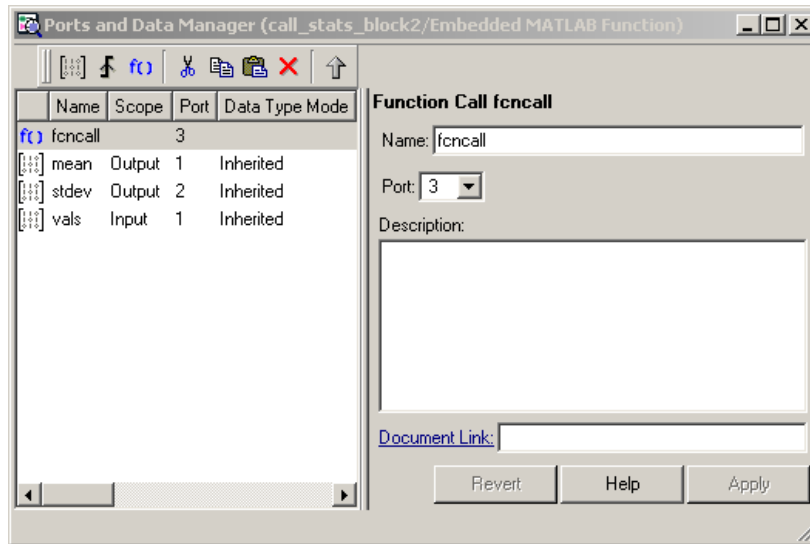 Ports and Data Manager (call_stats_block2/Embedded MATLAB Function)
f()
Name Scope Port Data Type Mode
f() fcncall 3
mean Output 1 Inherited
stdev Output 2 Inherited
vals Input 1 Inherited
Function Call fcncall
Name: fcncall
Port: 3
Description:
Document Link:
Revert Help Apply